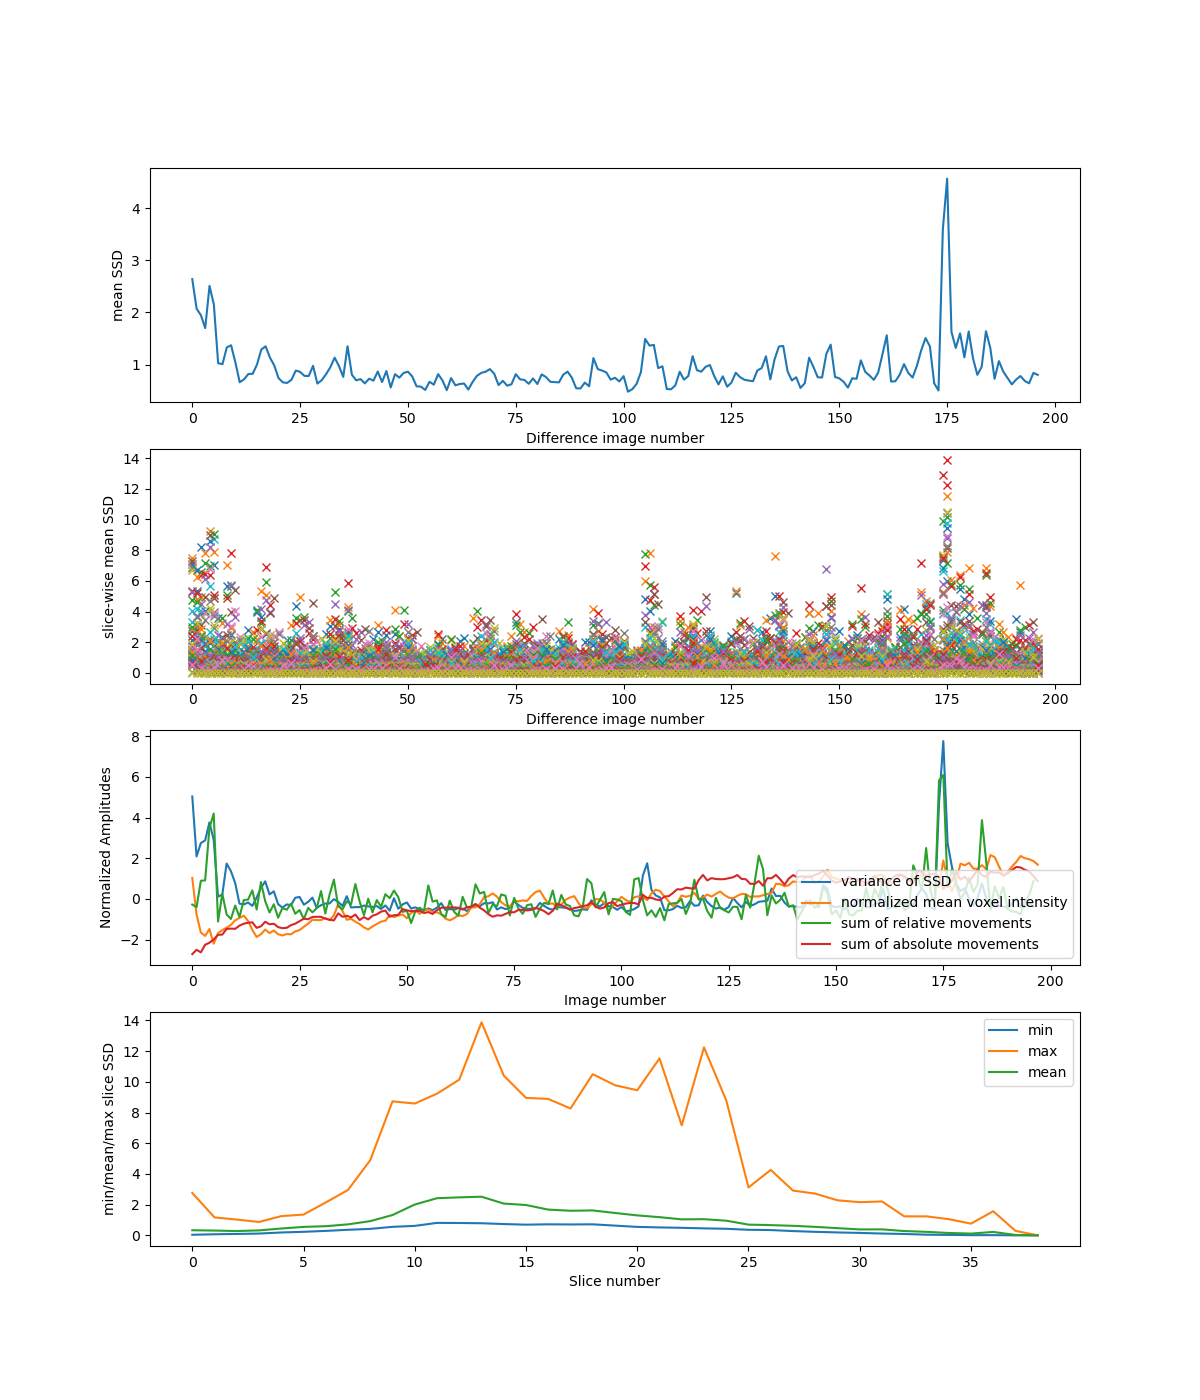 mean SSD
4
3
2
1
0 25 50 75 100 125 150 175 200
Difference image number
slice-wise mean SSD
14
12
10
8
6
4
2
0
0 25 50 75 100 125 150 175 200
Difference image number
Normalized Amplitudes
8
6
4
2
0
−2
variance of SSD
normalized mean voxel intensity
sum of relative movements
sum of absolute movements
0 25 50 75 100 125 150 175 200
Image number
min/mean/max slice SSD
14
12
10
8
6
4
2
0
min
max
mean
0 5 10 15 20 25 30 35
Slice number